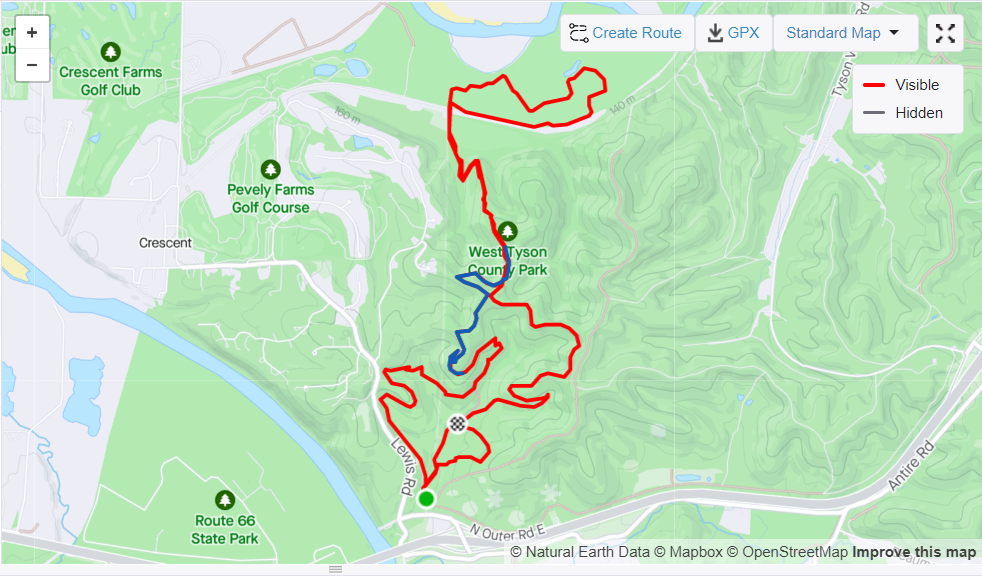 +
−
Create Route
GPX
Standard Map
Visible
Hidden
Crescent Farms
Golf Club
160 m
140 m
Tyson V
Rd
Pevely Farms
Golf Course
Crescent
West Tyson
County Park
Lewis Rd
Antire Rd
Route 66
State Park
N Outer Rd E
© Natural Earth Data © Mapbox © OpenStreetMap Improve this map